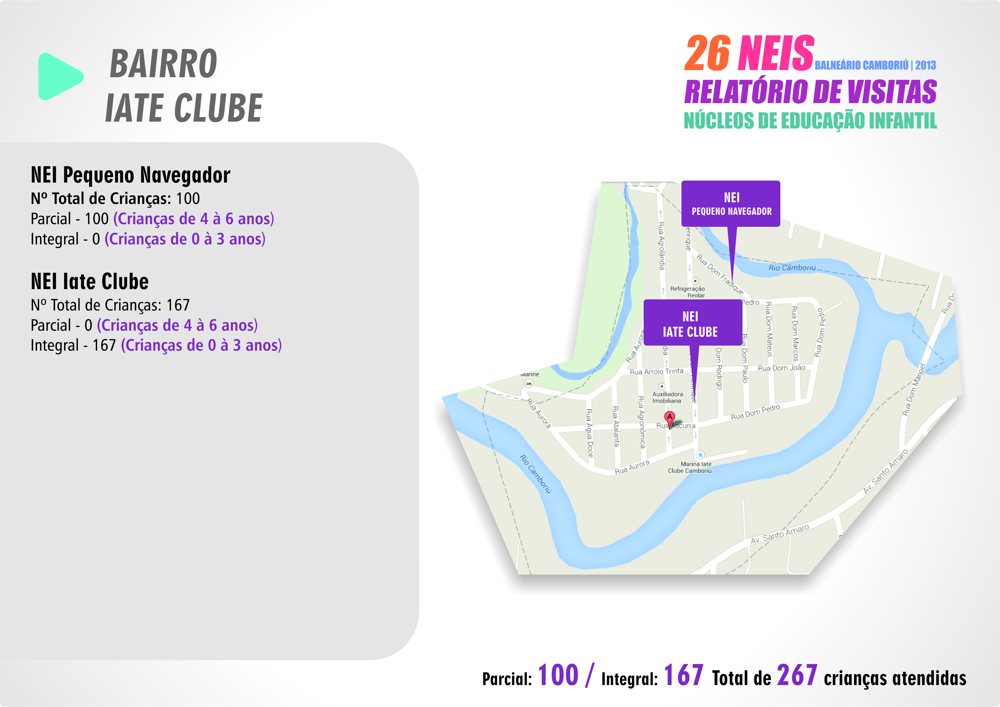 BAIRRO
IATE CLUBE
26 NEIS BALNEÁRIO CAMBORIÚ | 2013
RELATÓRIO DE VISITAS
NÚCLEOS DE EDUCAÇÃO INFANTIL
NEI Pequeno Navegador
Nº Total de Crianças: 100
Parcial - 100 (Crianças de 4 à 6 anos)
Integral - 0 (Crianças de 0 à 3 anos)
NEI Iate Clube
Nº Total de Crianças: 167
Parcial - 0 (Crianças de 4 à 6 anos)
Integral - 167 (Crianças de 0 à 3 anos)
NEI
PEQUENO NAVEGADOR
enrique
Rua Agrolândia
Rua Dom Fradique
Rio Camboriú
Refrigeração
Reolar
Pedro
NEI
IATE CLUBE
Rua Aurora
dia
Dom Rodrigo
Rua Dom Paulo
Rua Dom Mateus
Rua Dom Marcos
Rua Dom Pedro
Rua D
Rua Arroio Trinta
Rua Dom João
Marine
Auxiliadora
Imobiliaria
Rua Aurora
Rua Água Doce
Rua Atalanta
Rua Agronômica
A
Rua Ascurra
Rua Dom Pedro
Rua Dom Manoel
Rio Camboriú
Rua Aurora
Marina Iate
Clube Camboriú
Av. Santo Amaro
Av. Santo Amaro
Parcial: 100 / Integral: 167 Total de 267 crianças atendidas